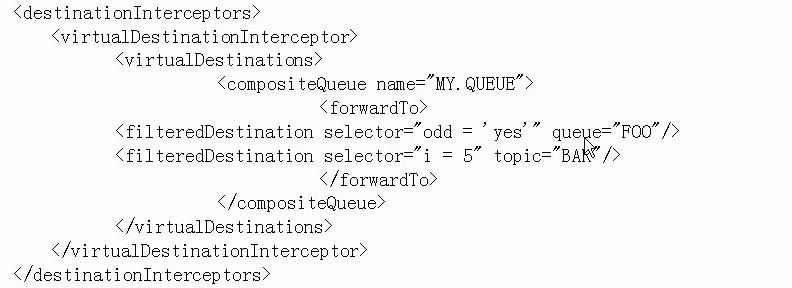 <destinationInterceptors>
<virtualDestinationInterceptor>
<virtualDestinations>
<compositeQueue name="MY.QUEUE">
<forwardTo>
<filteredDestination selector="odd = 'yes'" queue="FOO"/>
<filteredDestination selector="i = 5" topic="BAR"/>
</forwardTo>
</compositeQueue>
</virtualDestinations>
</virtualDestinationInterceptor>
</destinationInterceptors>